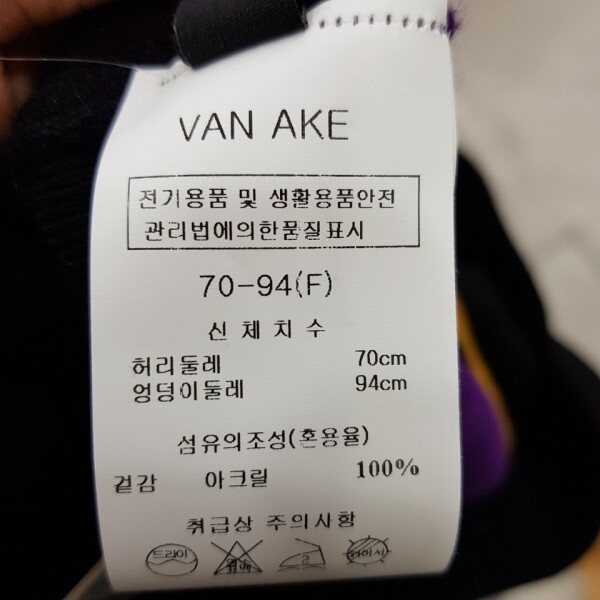 VAN AKE
전기용품 및 생활용품안전
관리법에의한품질표시
70-94(F)
신체치수
허리둘레 70cm
엉덩이둘레 94cm
섬유의조성(혼용율)
겉감 아크릴 100%
취급상 주의사항
드라이